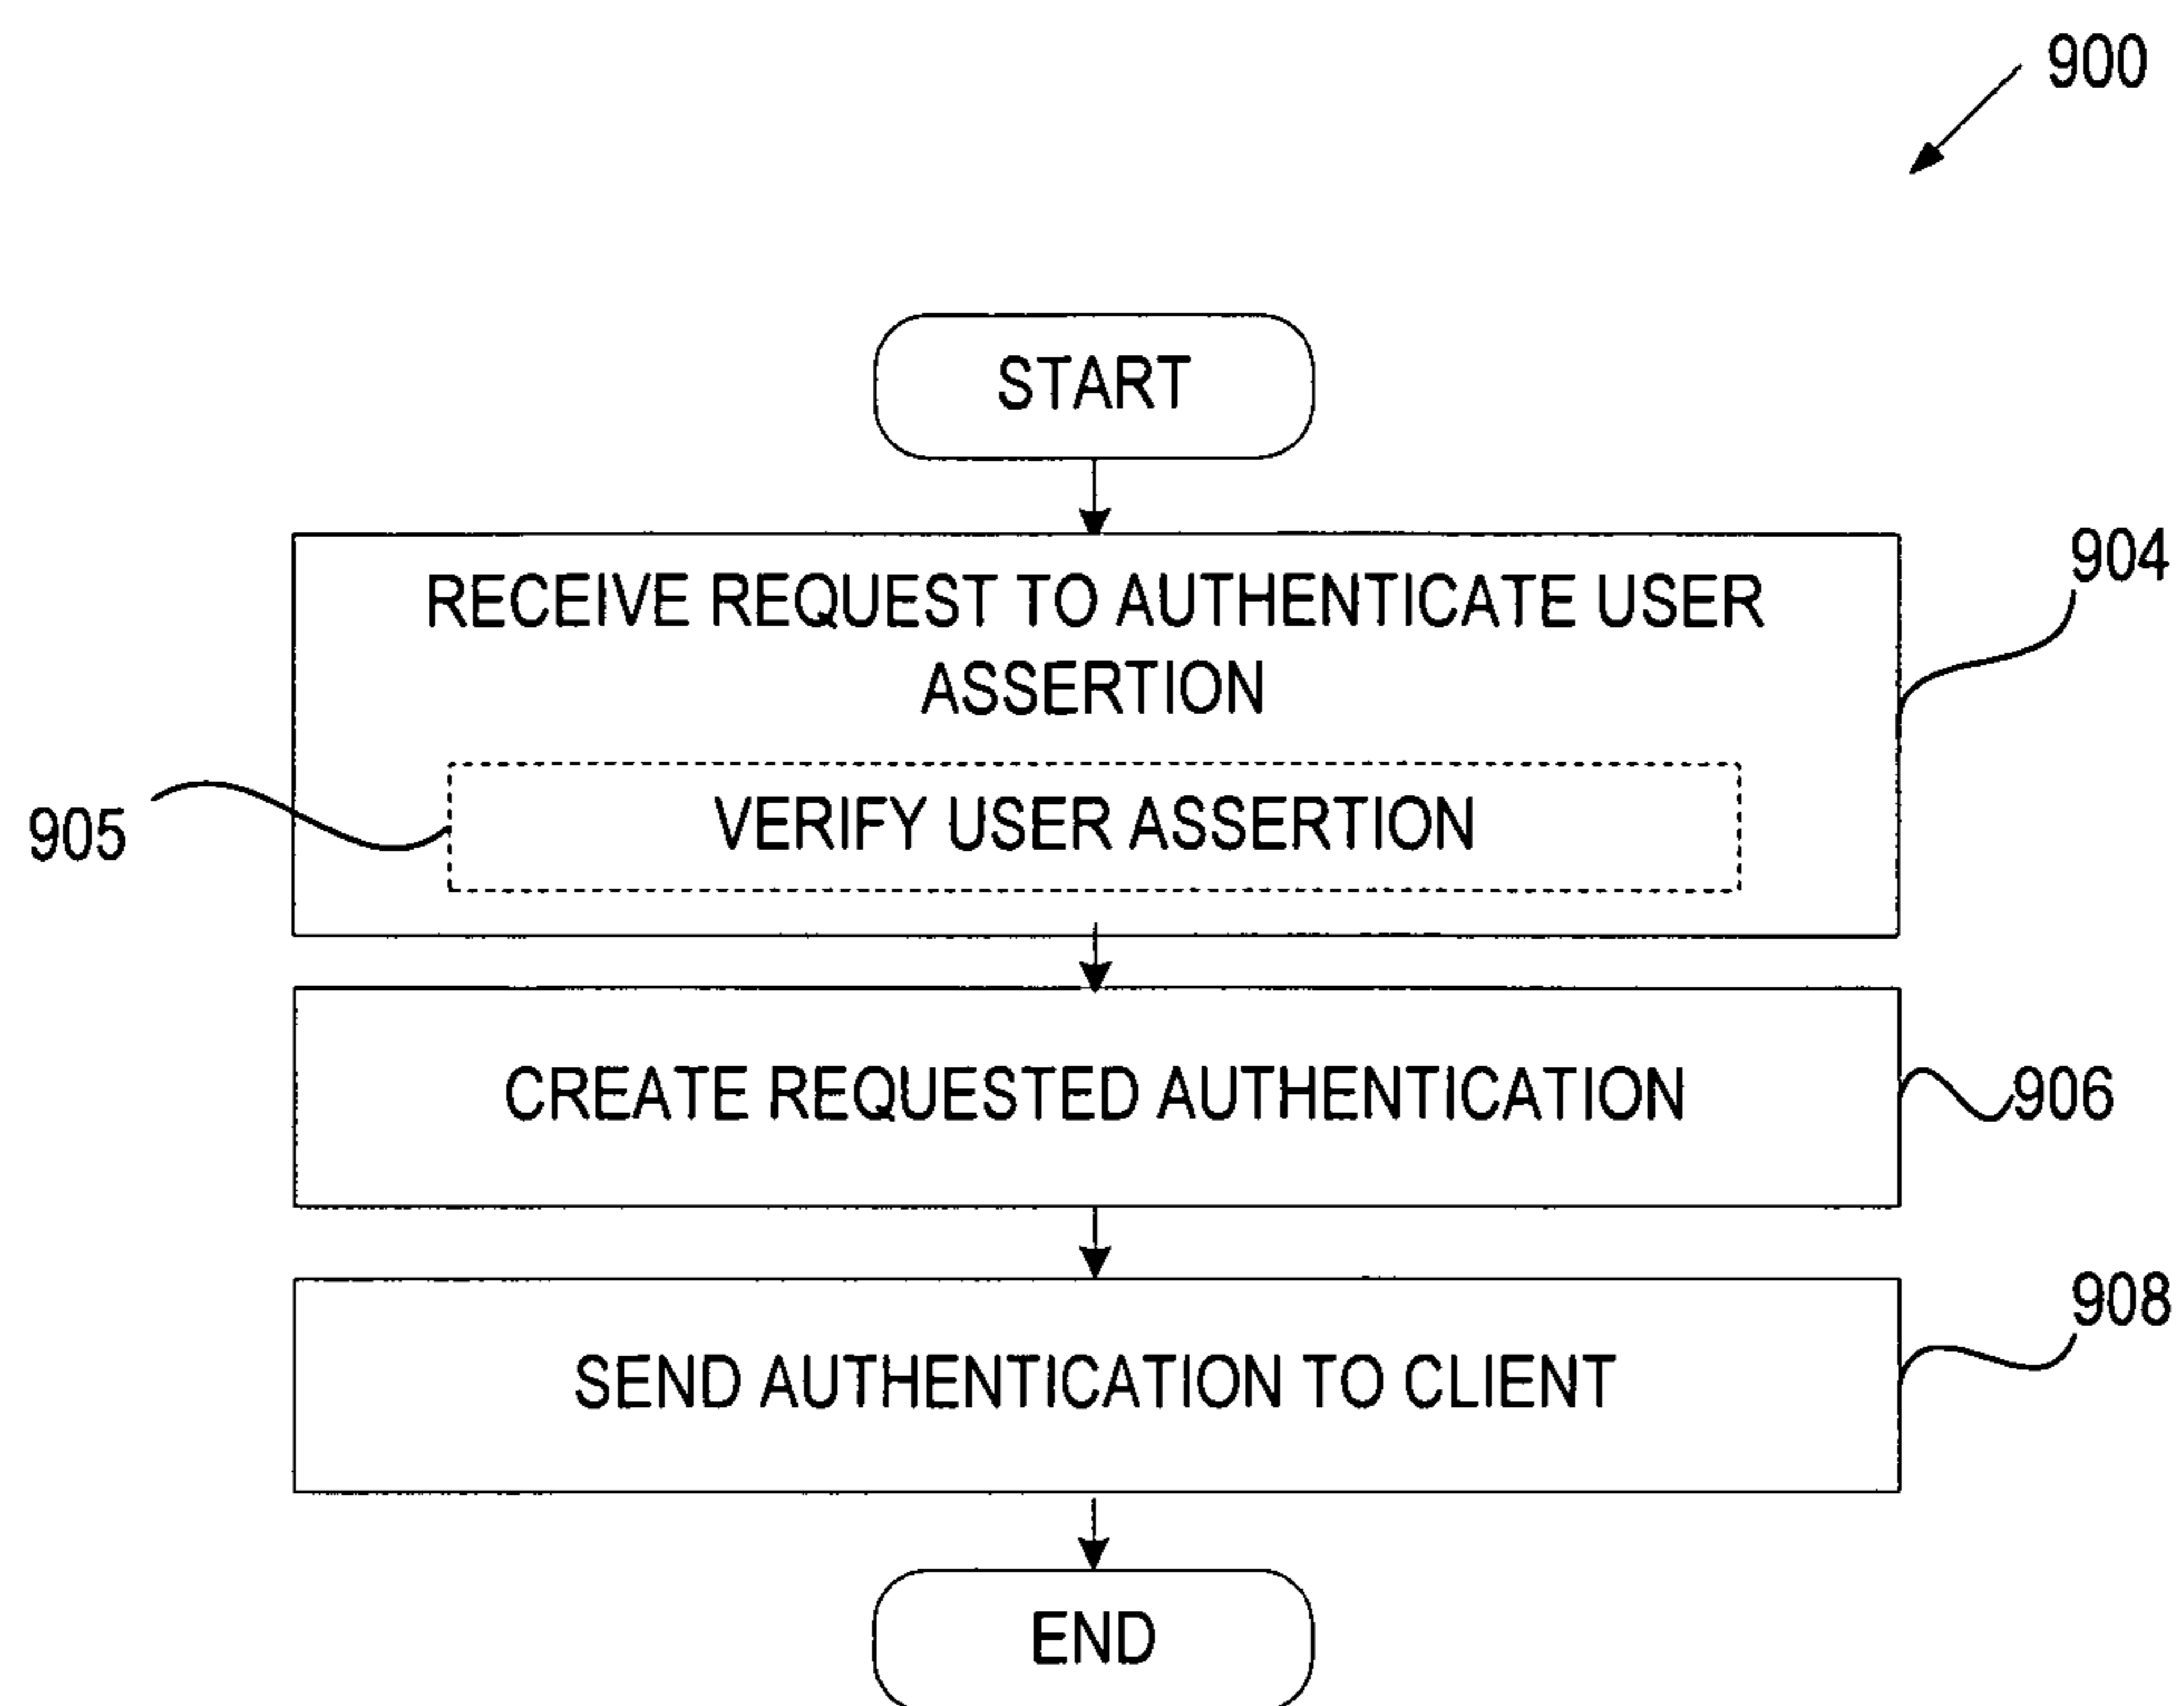 900
START
904
RECEIVE REQUEST TO AUTHENTICATE USER
ASSERTION
905
VERIFY USER ASSERTION
CREATE REQUESTED AUTHENTICATION
906
908
SEND AUTHENTICATION TO CLIENT
END